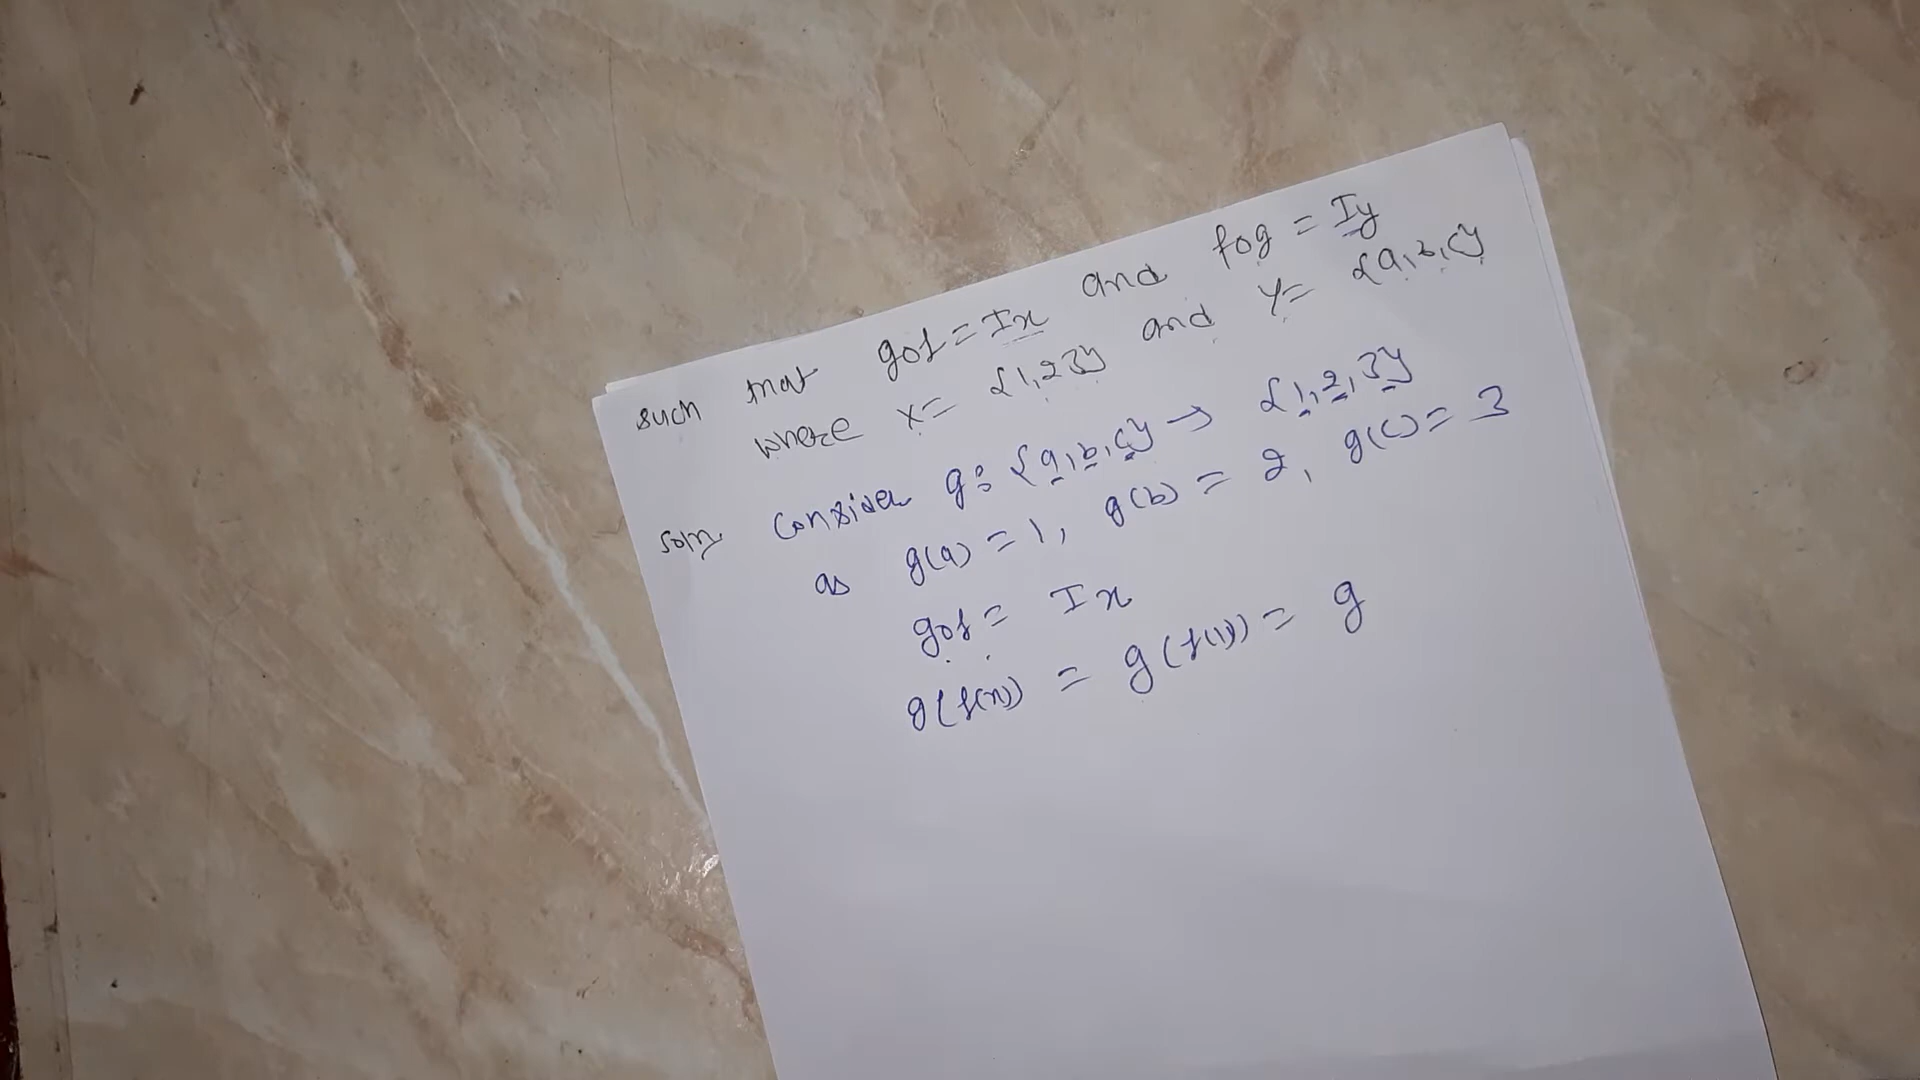 such that gof = Ix and fog = Iy
where X = {1,2,3} and Y = {a,b,c}
Soln Consider g: {a,b,c} → {1,2,3}
as g(a) = 1, g(b) = 2, g(c) = 3
gof = Ix
g(f(x)) = g(f(1)) = g